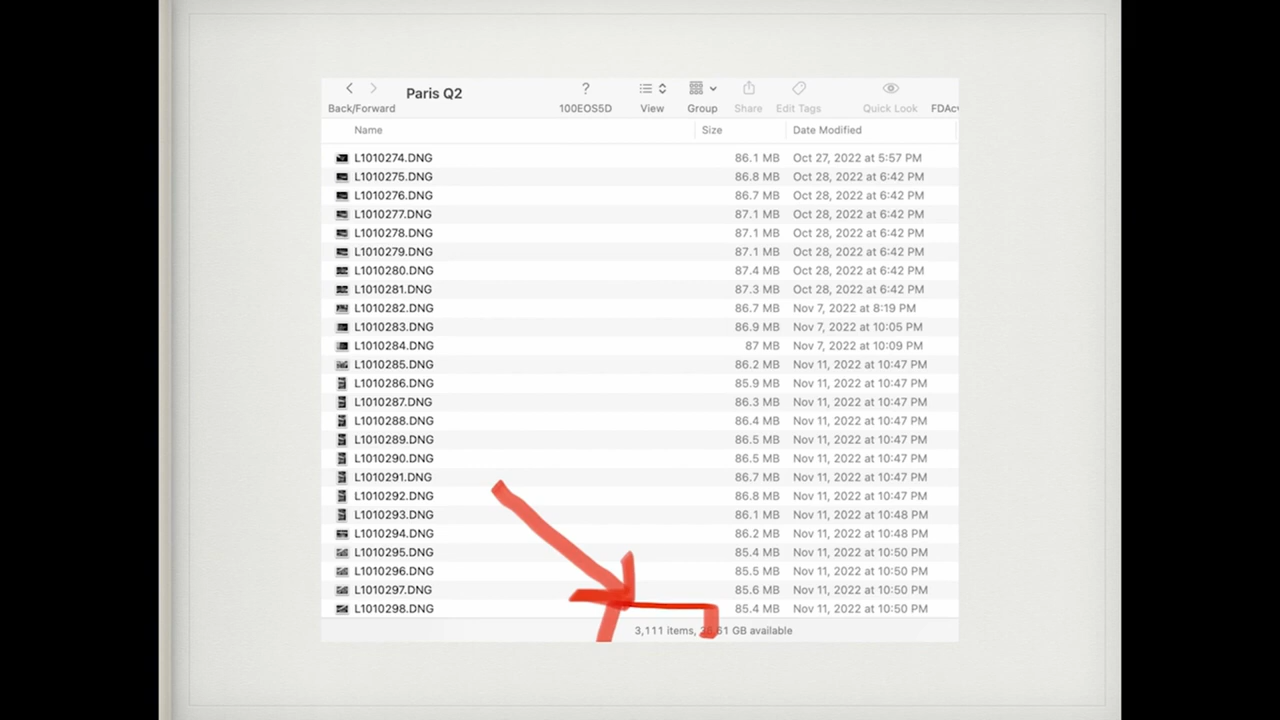 Paris Q2
?
Back/Forward 100EOS5D View Group Share Edit Tags Quick Look
Name Size Date Modified
L1010274.DNG 86.1 MB Oct 27, 2022 at 5:57 PM
L1010275.DNG 86.8 MB Oct 28, 2022 at 6:42 PM
L1010276.DNG 86.7 MB Oct 28, 2022 at 6:42 PM
L1010277.DNG 87.1 MB Oct 28, 2022 at 6:42 PM
L1010278.DNG 87.1 MB Oct 28, 2022 at 6:42 PM
L1010279.DNG 87.1 MB Oct 28, 2022 at 6:42 PM
L1010280.DNG 87.4 MB Oct 28, 2022 at 6:42 PM
L1010281.DNG 87.3 MB Oct 28, 2022 at 6:42 PM
L1010282.DNG 86.7 MB Nov 7, 2022 at 8:19 PM
L1010283.DNG 86.9 MB Nov 7, 2022 at 10:05 PM
L1010284.DNG 87 MB Nov 7, 2022 at 10:09 PM
L1010285.DNG 86.2 MB Nov 11, 2022 at 10:47 PM
L1010286.DNG 85.9 MB Nov 11, 2022 at 10:47 PM
L1010287.DNG 86.3 MB Nov 11, 2022 at 10:47 PM
L1010288.DNG 86.4 MB Nov 11, 2022 at 10:47 PM
L1010289.DNG 86.5 MB Nov 11, 2022 at 10:47 PM
L1010290.DNG 86.5 MB Nov 11, 2022 at 10:47 PM
L1010291.DNG 86.7 MB Nov 11, 2022 at 10:47 PM
L1010292.DNG 86.8 MB Nov 11, 2022 at 10:47 PM
L1010293.DNG 86.1 MB Nov 11, 2022 at 10:48 PM
L1010294.DNG 86.2 MB Nov 11, 2022 at 10:48 PM
L1010295.DNG 85.4 MB Nov 11, 2022 at 10:50 PM
L1010296.DNG 85.5 MB Nov 11, 2022 at 10:50 PM
L1010297.DNG 85.6 MB Nov 11, 2022 at 10:50 PM
L1010298.DNG 85.4 MB Nov 11, 2022 at 10:50 PM
3,111 items, GB available